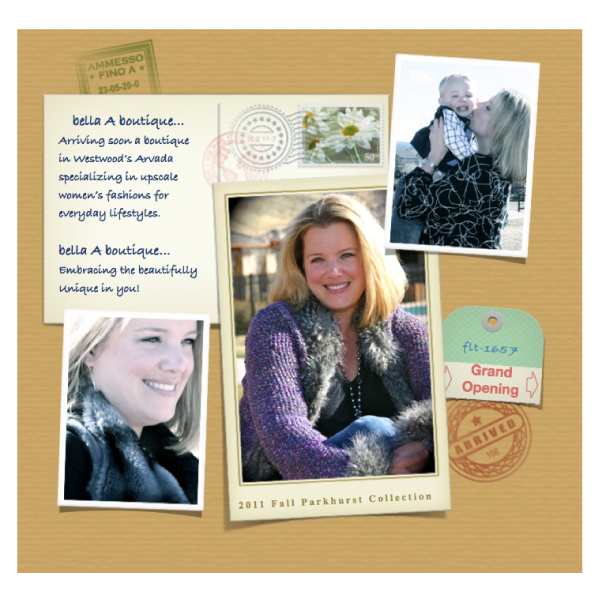 AMMESSO
FINO A
23-05-20-0
bella A boutique...
Arriving soon a boutique
in Westwood's Arvada
specializing in upscale
women's fashions for
everyday lifestyles.
bella A boutique...
Embracing the beautifully
Unique in you!
50
flt-1657
Grand
Opening
ARRIVED
106
2011 Fall Parkhurst Collection